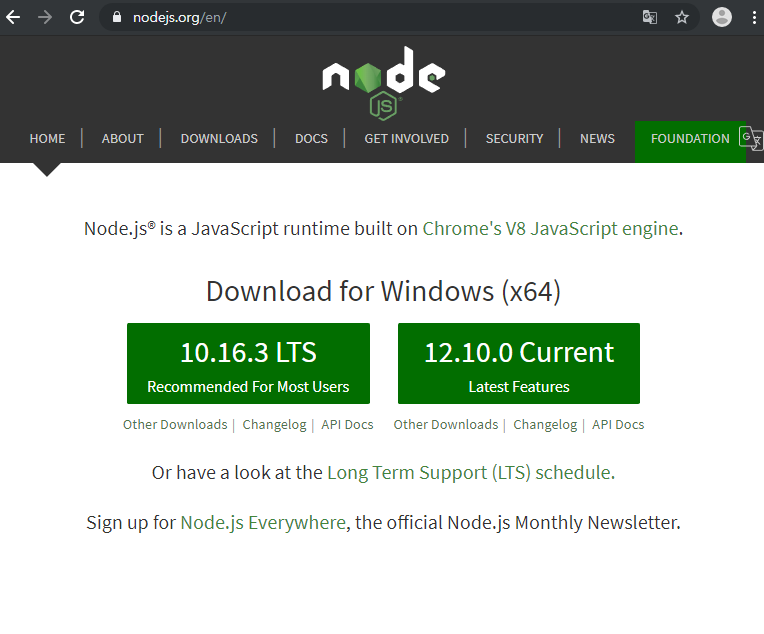 nodejs.org/en/
node
JS
HOME | ABOUT | DOWNLOADS | DOCS | GET INVOLVED | SECURITY | NEWS FOUNDATION
Node.js® is a JavaScript runtime built on Chrome's V8 JavaScript engine.
Download for Windows (x64)
10.16.3 LTS
Recommended For Most Users
12.10.0 Current
Latest Features
Other Downloads | Changelog | API Docs
Other Downloads | Changelog | API Docs
Or have a look at the Long Term Support (LTS) schedule.
Sign up for Node.js Everywhere, the official Node.js Monthly Newsletter.